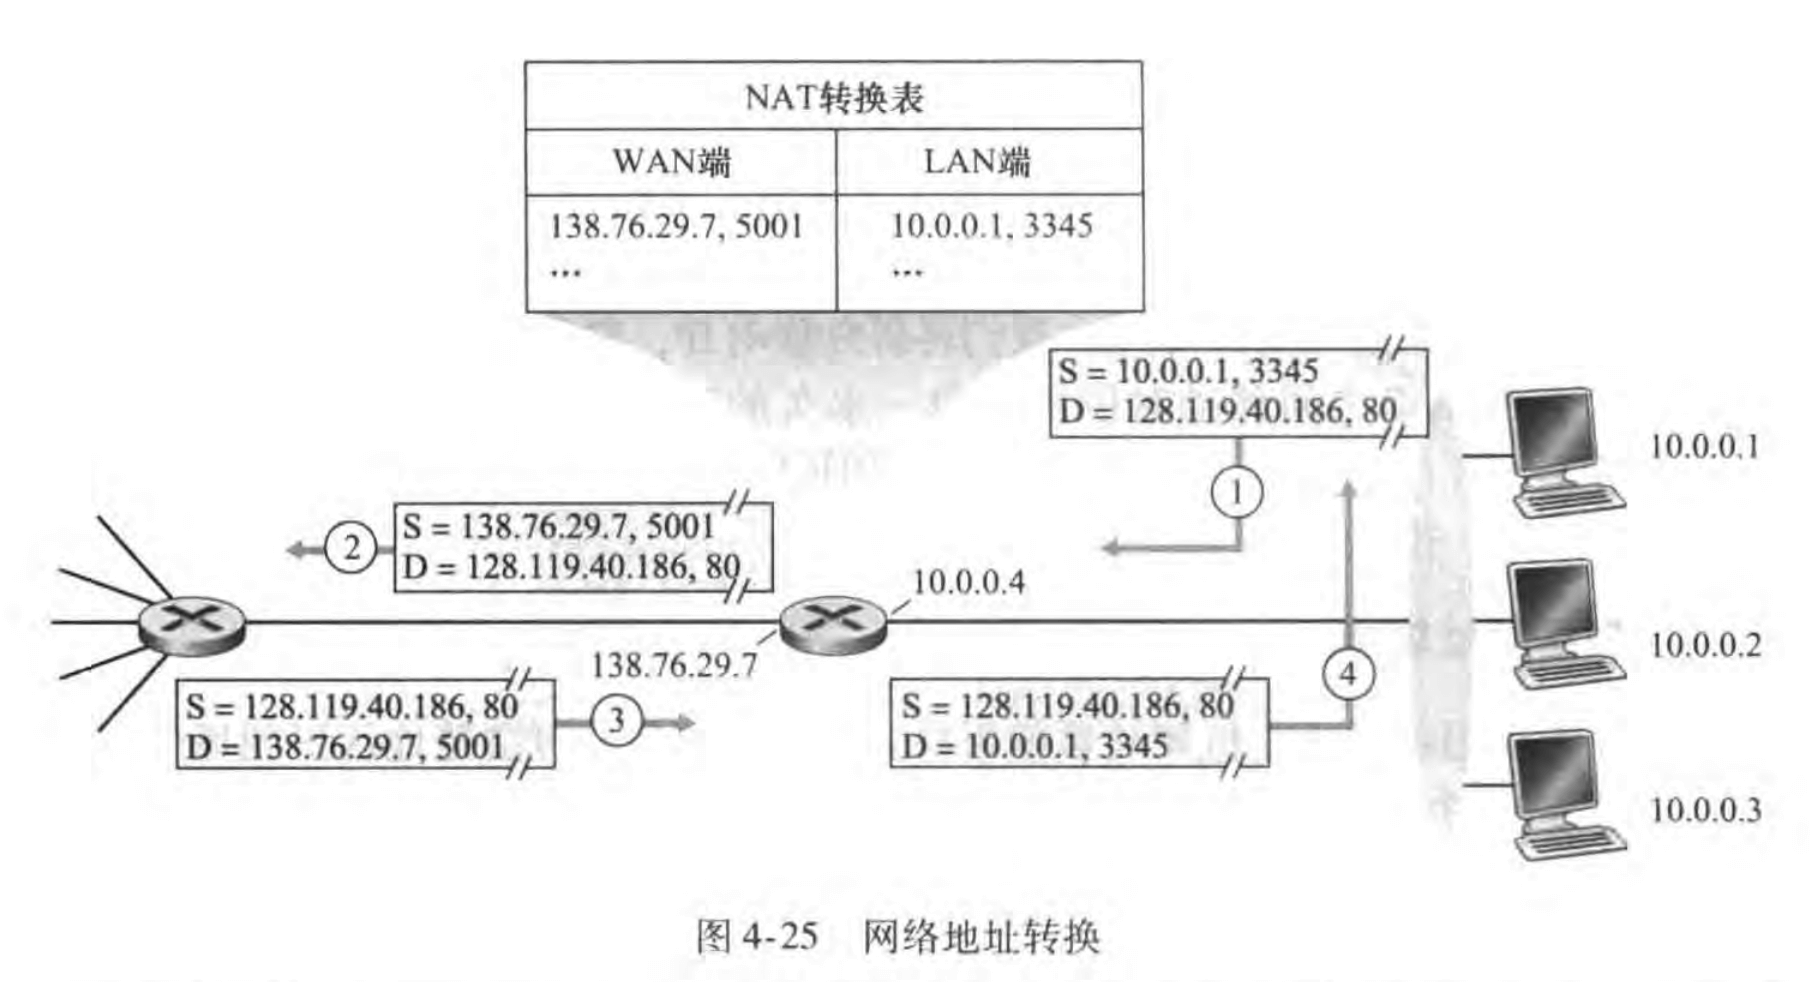 NAT转换表
WAN端 LAN端
138.76.29.7, 5001 10.0.0.1, 3345
... ...
S = 10.0.0.1, 3345
D = 128.119.40.186, 80
1
10.0.0.1
S = 138.76.29.7, 5001
D = 128.119.40.186, 80
2
10.0.0.4
138.76.29.7
10.0.0.2
S = 128.119.40.186, 80
D = 138.76.29.7, 5001
3
S = 128.119.40.186, 80
D = 10.0.0.1, 3345
4
10.0.0.3
图 4-25 网络地址转换